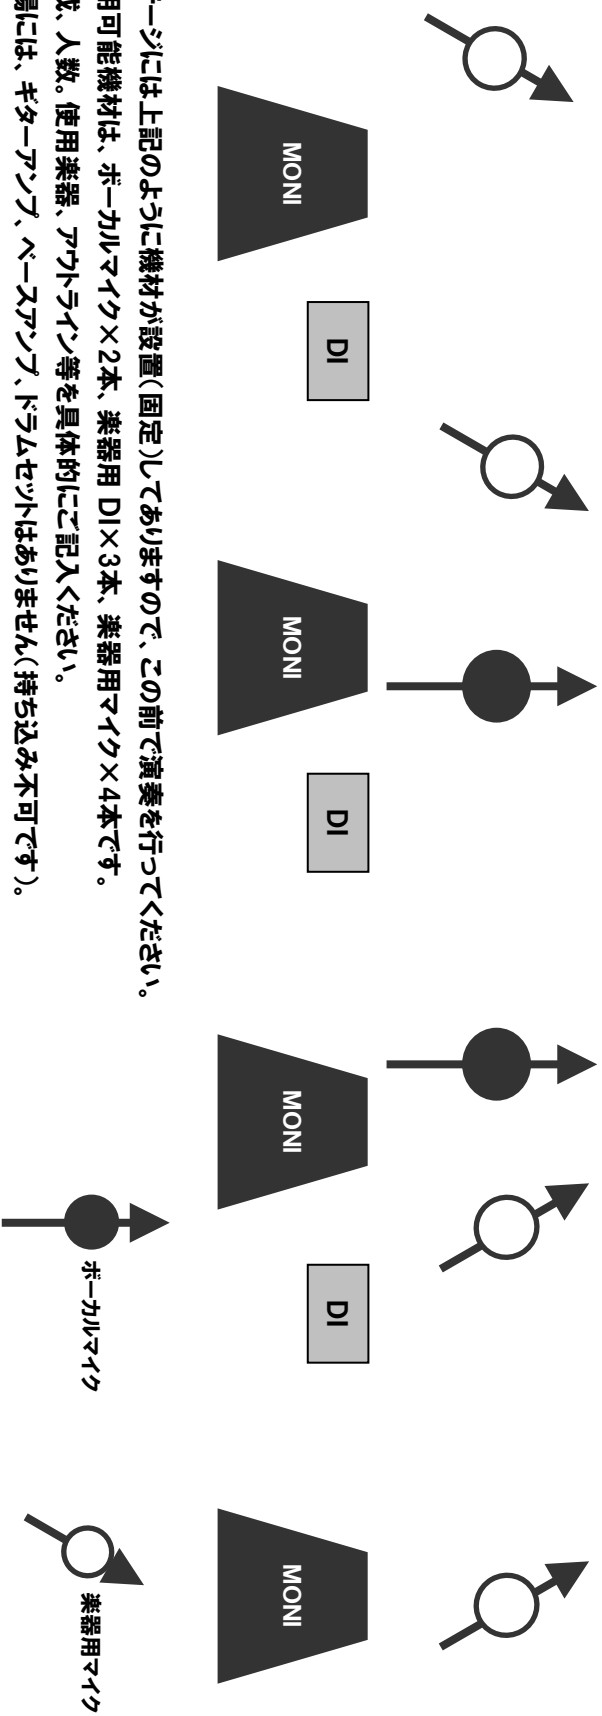 DI DI DI
MONI MONI MONI MONI
ージには上記のように機材が設置(固定)してありますので、この前で演奏を行ってください。
用可能機材は、ボーカルマイク×2本、楽器用 DI×3本、楽器用マイク×4本です。
成、人数。使用楽器、アウトライン等を具体的にご記入ください。
場には、ギターアンプ、ベースアンプ、ドラムセットはありません(持ち込み不可です)。
ボーカルマイク 楽器用マイク